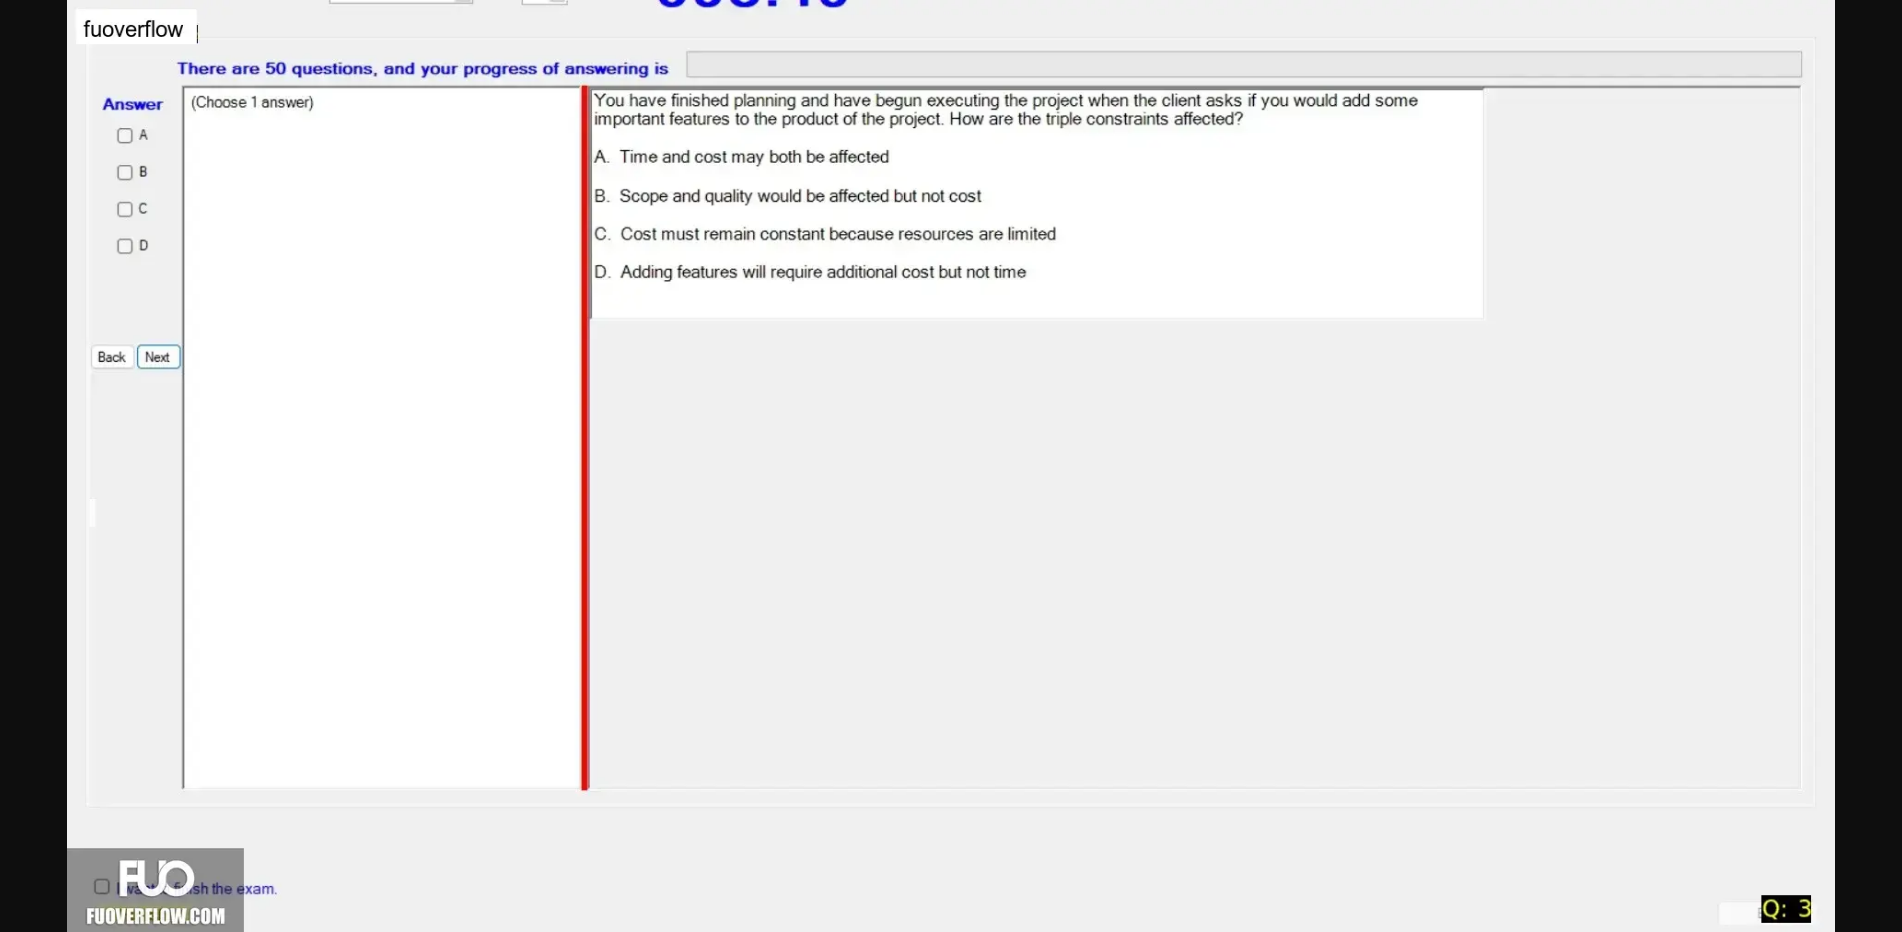 fuoverflow
There are 50 questions, and your progress of answering is
Answer
(Choose 1 answer)
A
B
C
D
Back Next
You have finished planning and have begun executing the project when the client asks if you would add some
important features to the product of the project. How are the triple constraints affected?
A. Time and cost may both be affected
B. Scope and quality would be affected but not cost
C. Cost must remain constant because resources are limited
D. Adding features will require additional cost but not time
FUO
the exam.
FUOVERFLOW.COM
Q: 3